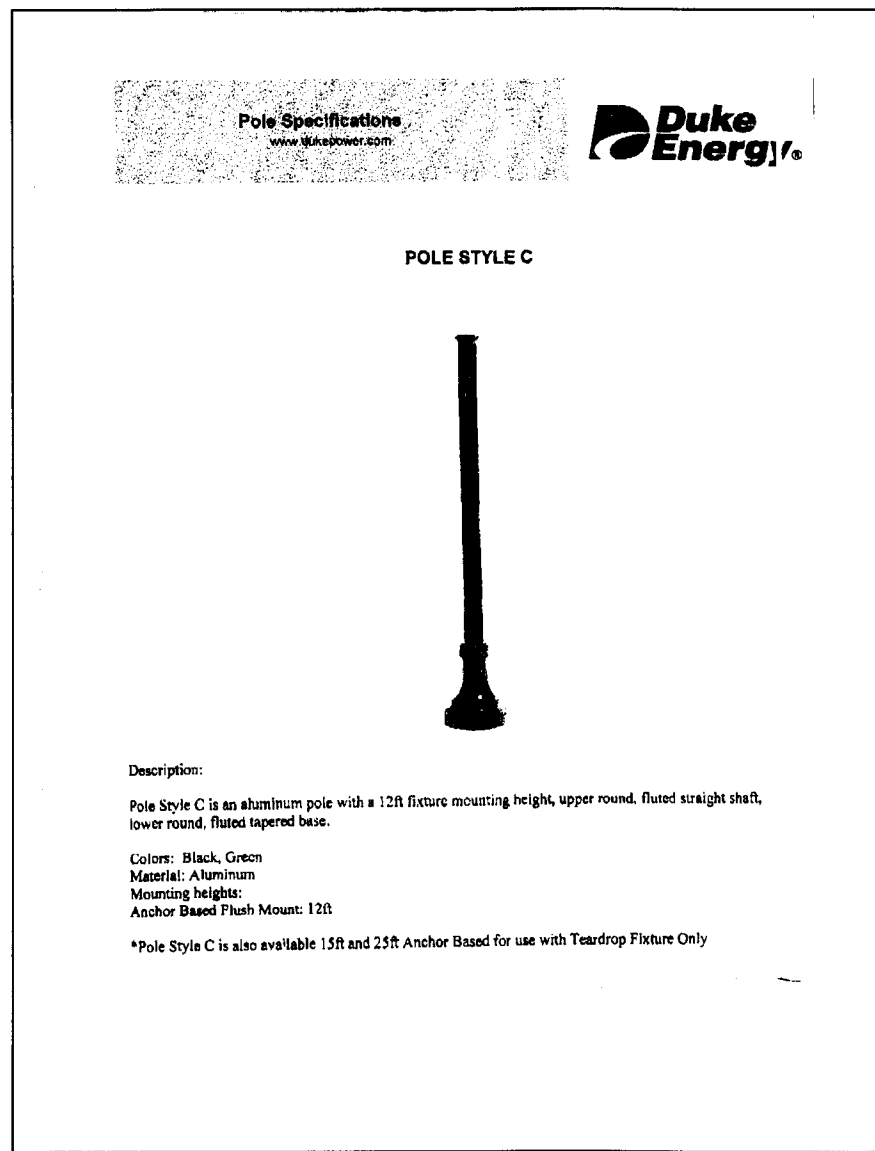 Pole Specifications
www.dukepower.com
Duke
Energy®
POLE STYLE C
Description:
Pole Style C is an aluminum pole with a 12ft fixture mounting height, upper round, fluted straight shaft,
lower round, fluted tapered base.
Colors: Black, Green
Material: Aluminum
Mounting heights:
Anchor Based Flush Mount: 12ft
*Pole Style C is also available 15ft and 25ft Anchor Based for use with Teardrop Fixture Only